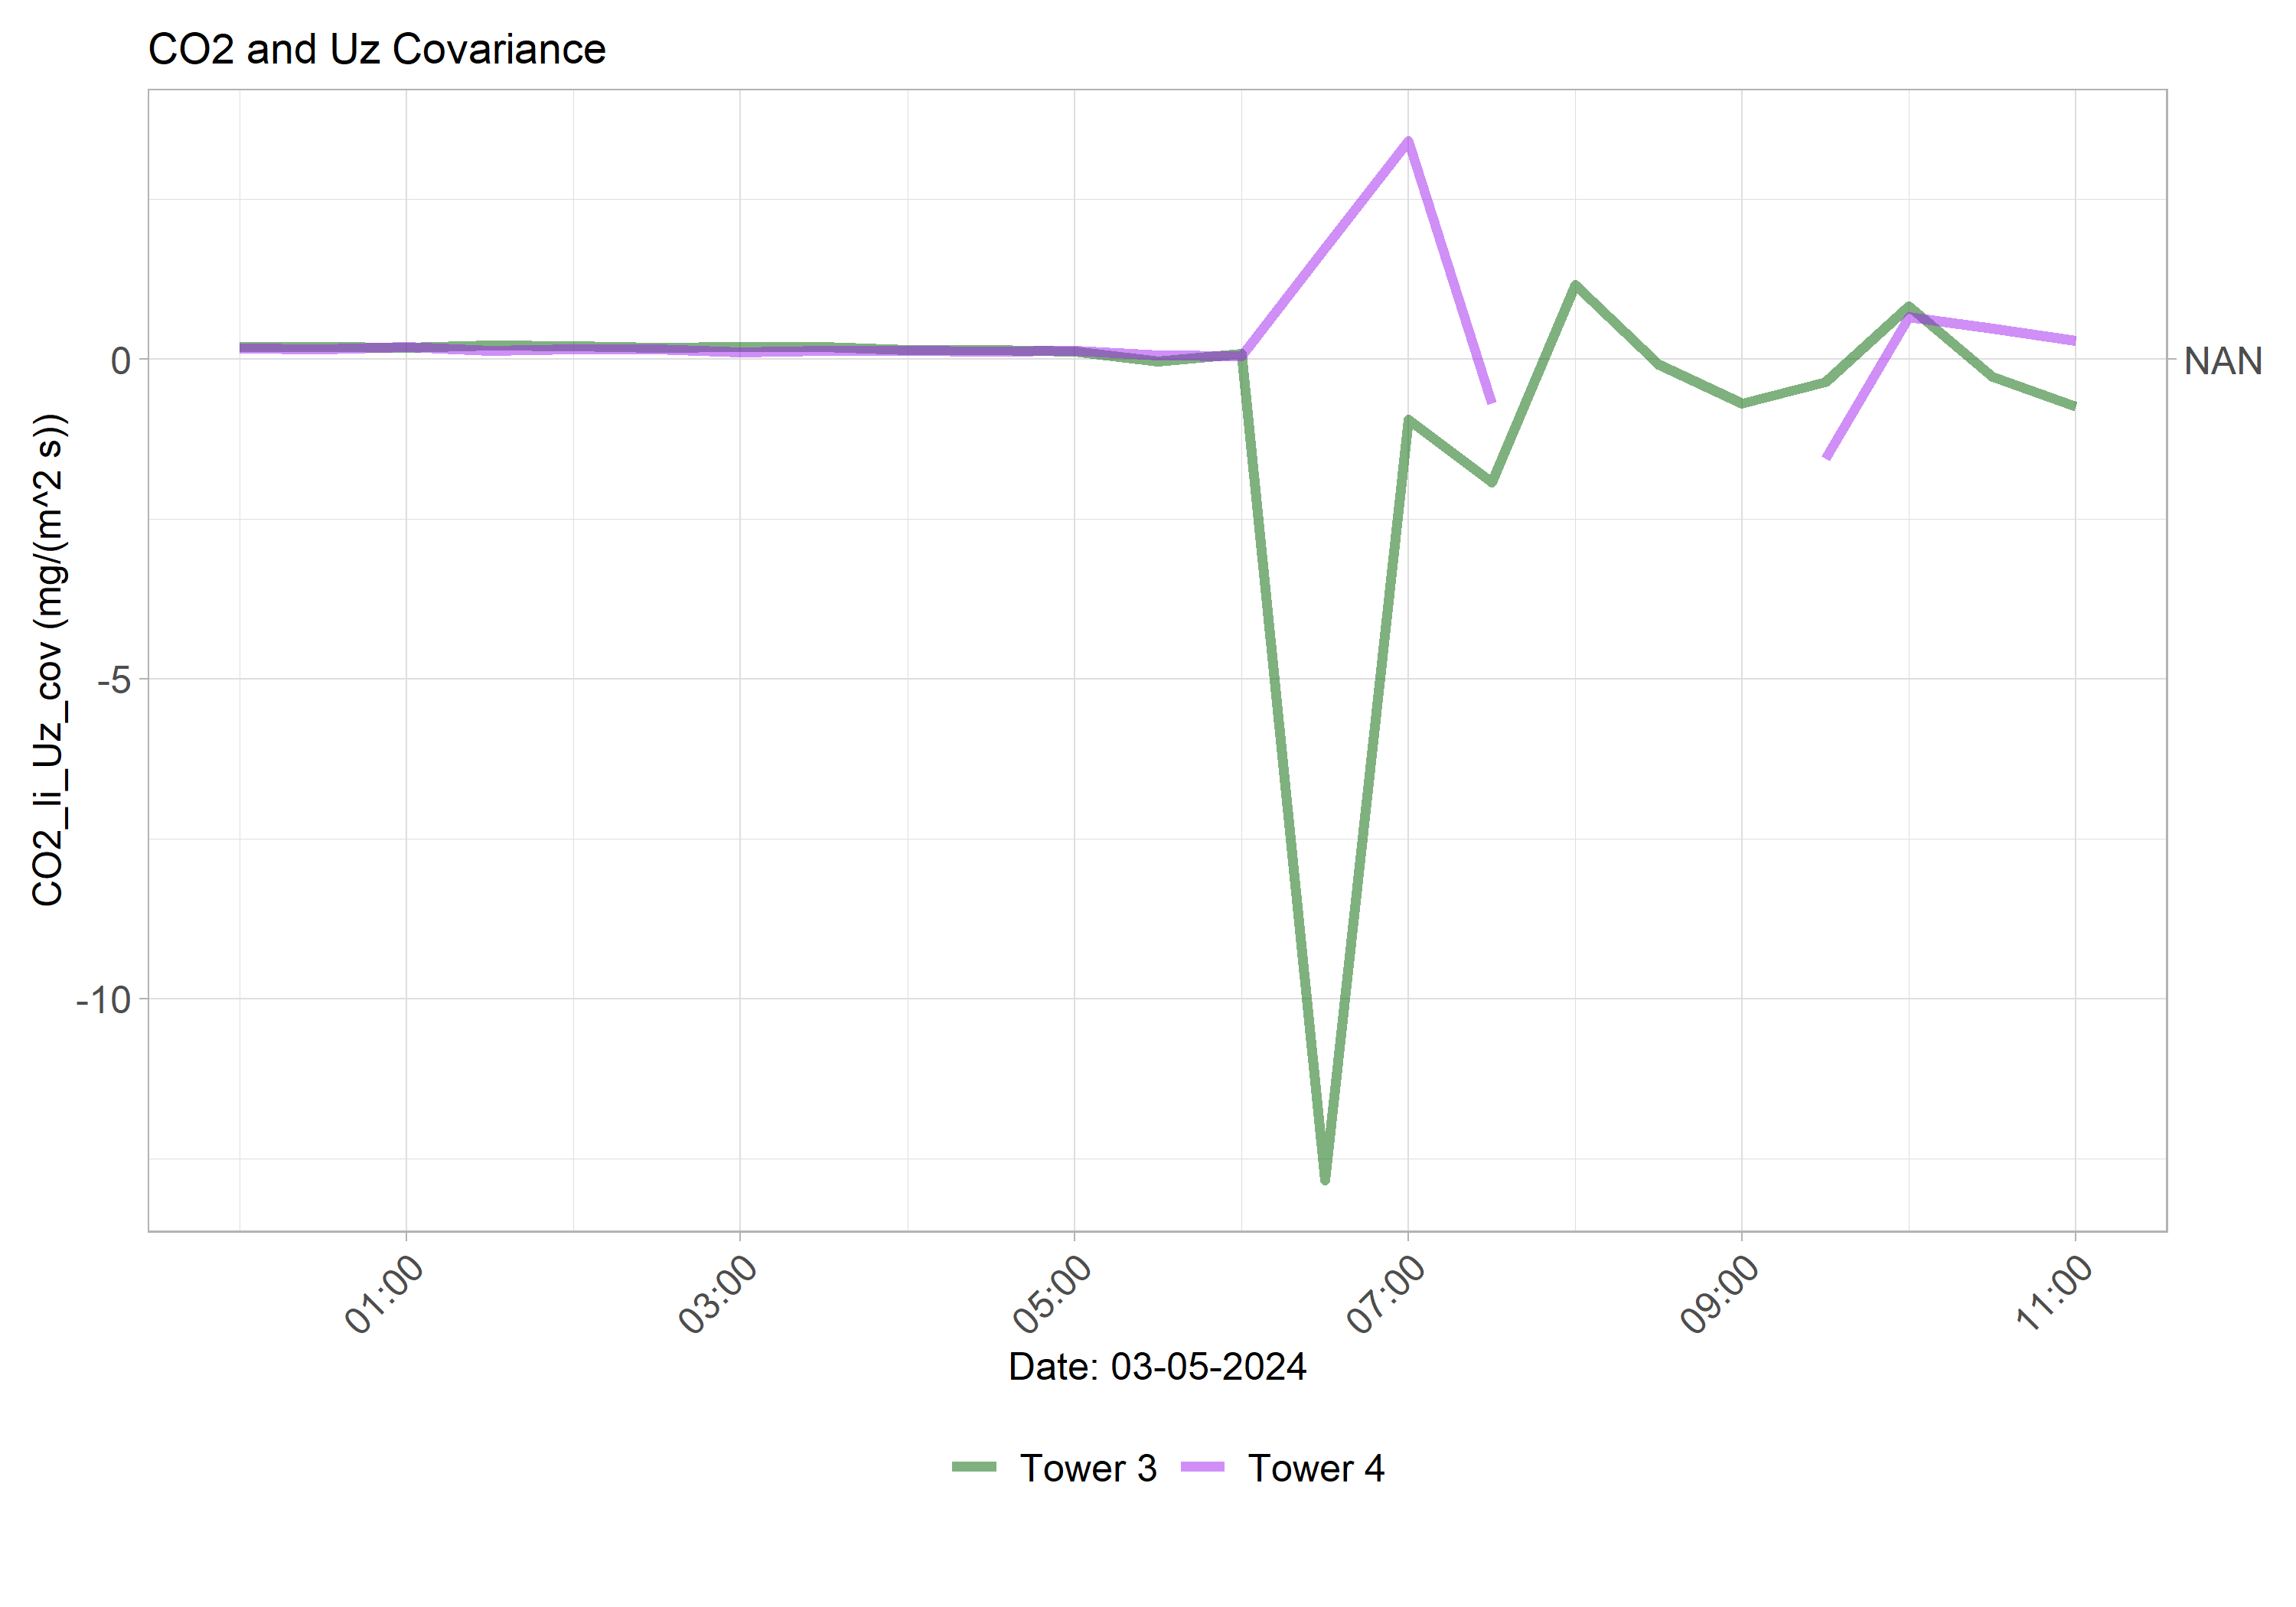 CO2 and Uz Covariance
CO2_li_Uz_cov (mg/(m^2 s))
0
-5
-10
NAN
01:00
03:00
05:00
07:00
09:00
11:00
Date: 03-05-2024
Tower 3
Tower 4